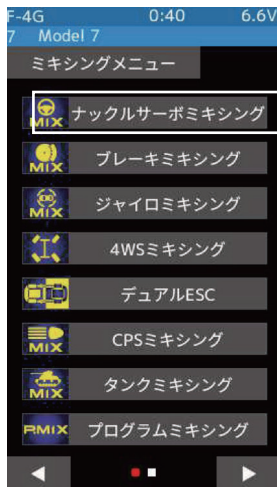 F-4G 0:40 6.6V
7 Model 7
ミキシングメニュー
MIX ナックルサーボミキシング
MIX ブレーキミキシング
MIX ジャイロミキシング
4WSミキシング
デュアルESC
MIX CPSミキシング
MIX タンクミキシング
P.MIX プログラムミキシング